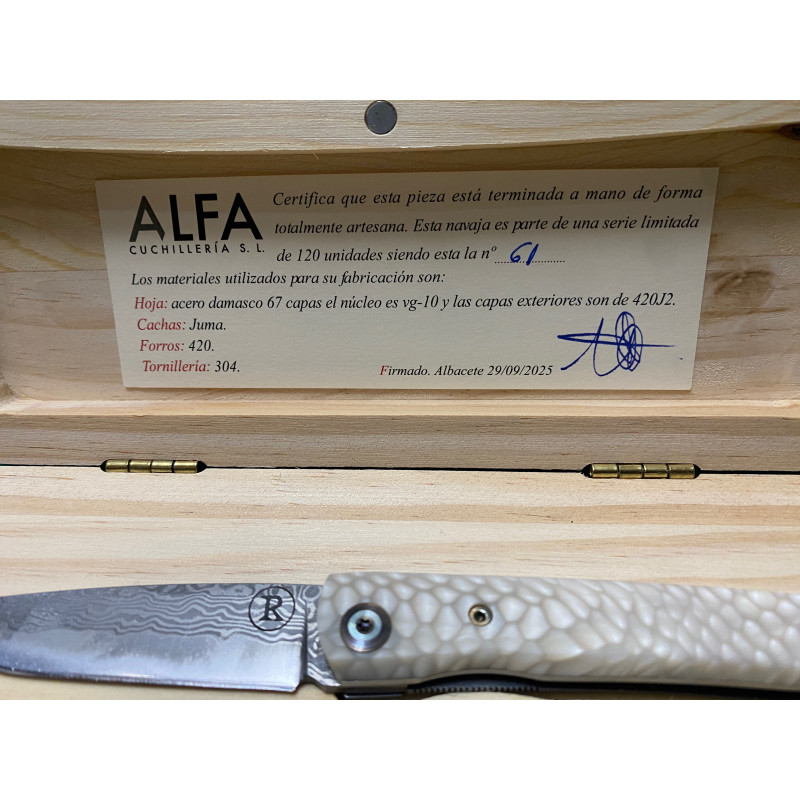 ALFA
CUCHILLERÍA S. L.
Certifica que esta pieza está terminada a mano de forma
totalmente artesana. Esta navaja es parte de una serie limitada
de 120 unidades siendo esta la nº 61
Los materiales utilizados para su fabricación son:
Hoja: acero damasco 67 capas el núcleo es vg-10 y las capas exteriores son de 420J2.
Cachas: Juma.
Forros: 420.
Tornillería: 304.
Firmado. Albacete 29/09/2025
R